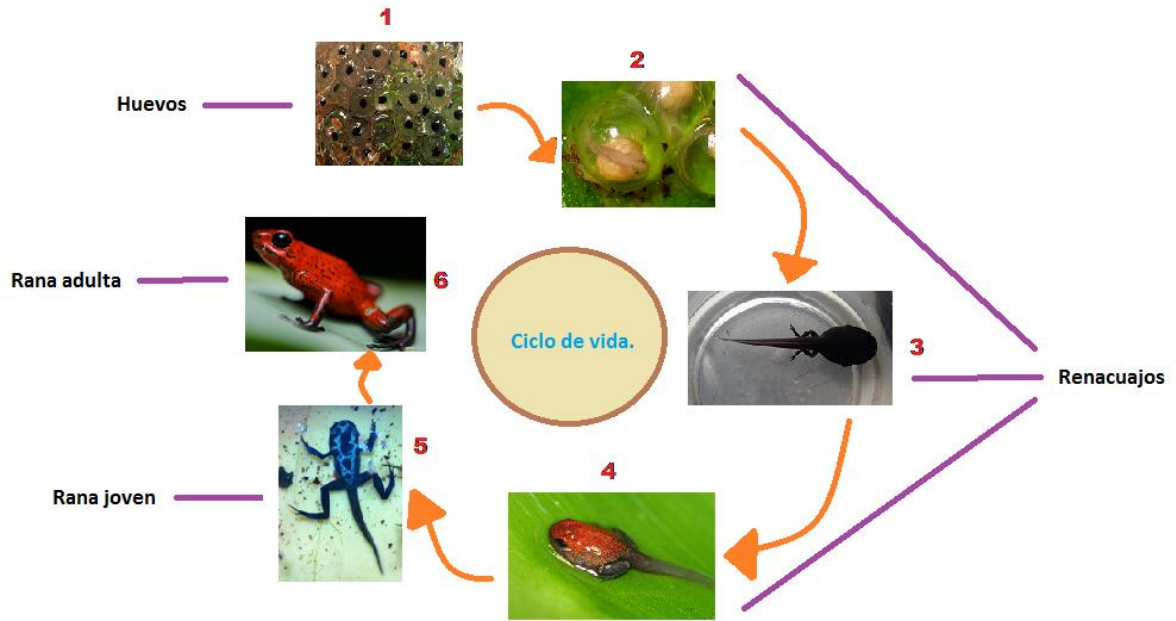 1
2
Huevos
Rana adulta
6
Ciclo de vida.
3
Renacuajos
5
4
Rana joven